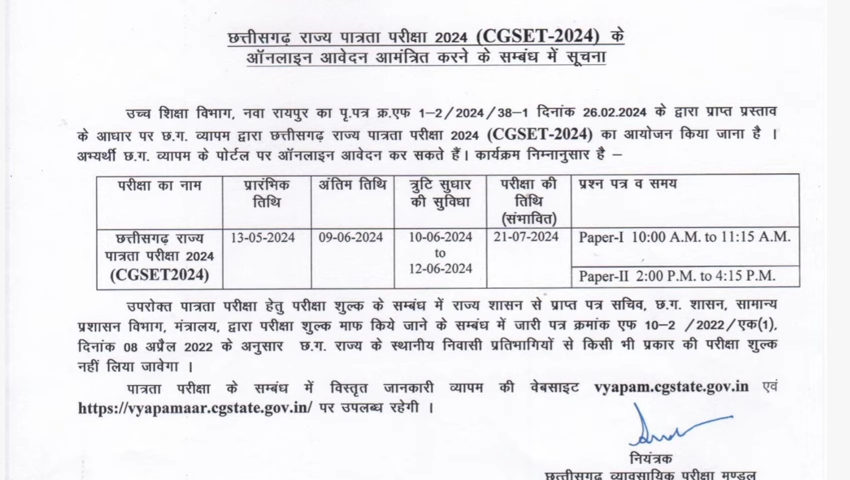 छत्तीसगढ़ राज्य पात्रता परीक्षा 2024 (CGSET-2024) के
ऑनलाइन आवेदन आमंत्रित करने के सम्बंध में सूचना
उच्च शिक्षा विभाग, नवा रायपुर का पृ.पत्र क्र.एफ 1-2/2024/38-1 दिनांक 26.02.2024 के द्वारा प्राप्त प्रस्ताव
के आधार पर छ.ग. व्यापम द्वारा छत्तीसगढ़ राज्य पात्रता परीक्षा 2024 (CGSET-2024) का आयोजन किया जाना है ।
अभ्यर्थी छ.ग. व्यापम के पोर्टल पर ऑनलाइन आवेदन कर सकते हैं। कार्यक्रम निम्नानुसार है –
परीक्षा का नाम प्रारंभिक तिथि अंतिम तिथि त्रुटि सुधार की सुविधा परीक्षा की तिथि (संभावित) प्रश्न पत्र व समय
छत्तीसगढ़ राज्य पात्रता परीक्षा 2024 (CGSET2024) 13-05-2024 09-06-2024 10-06-2024 to 12-06-2024 21-07-2024 Paper-I 10:00 A.M. to 11:15 A.M.
Paper-II 2:00 P.M. to 4:15 P.M.
उपरोक्त पात्रता परीक्षा हेतु परीक्षा शुल्क के सम्बंध में राज्य शासन से प्राप्त पत्र सचिव, छ.ग. शासन, सामान्य
प्रशासन विभाग, मंत्रालय, द्वारा परीक्षा शुल्क माफ किये जाने के सम्बंध में जारी पत्र क्रमांक एफ 10-2 /2022/एक(1),
दिनांक 08 अप्रैल 2022 के अनुसार छ.ग. राज्य के स्थानीय निवासी प्रतिभागियों से किसी भी प्रकार की परीक्षा शुल्क
नहीं लिया जावेगा ।
पात्रता परीक्षा के सम्बंध में विस्तृत जानकारी व्यापम की वेबसाइट vyapam.cgstate.gov.in एवं
https://vyapamaar.cgstate.gov.in/ पर उपलब्ध रहेगी ।
नियंत्रक
छत्तीसगढ़ व्यावसायिक परीक्षा मण्डल